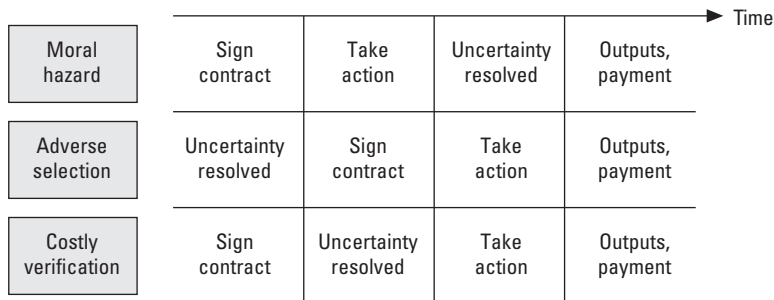 Time
Moral
hazard
Sign
contract
Take
action
Uncertainty
resolved
Outputs,
payment
Adverse
selection
Uncertainty
resolved
Sign
contract
Take
action
Outputs,
payment
Costly
verification
Sign
contract
Uncertainty
resolved
Take
action
Outputs,
payment